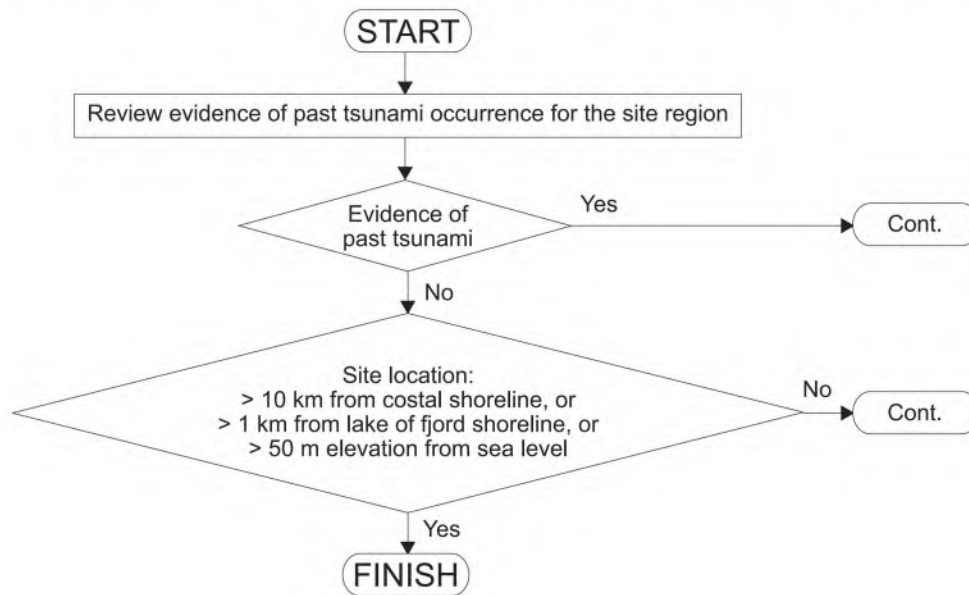 START
Review evidence of past tsunami occurrence for the site region
Evidence of
past tsunami
Yes
Cont.
No
Site location:
> 10 km from costal shoreline, or
> 1 km from lake of fjord shoreline, or
> 50 m elevation from sea level
No
Cont.
Yes
FINISH